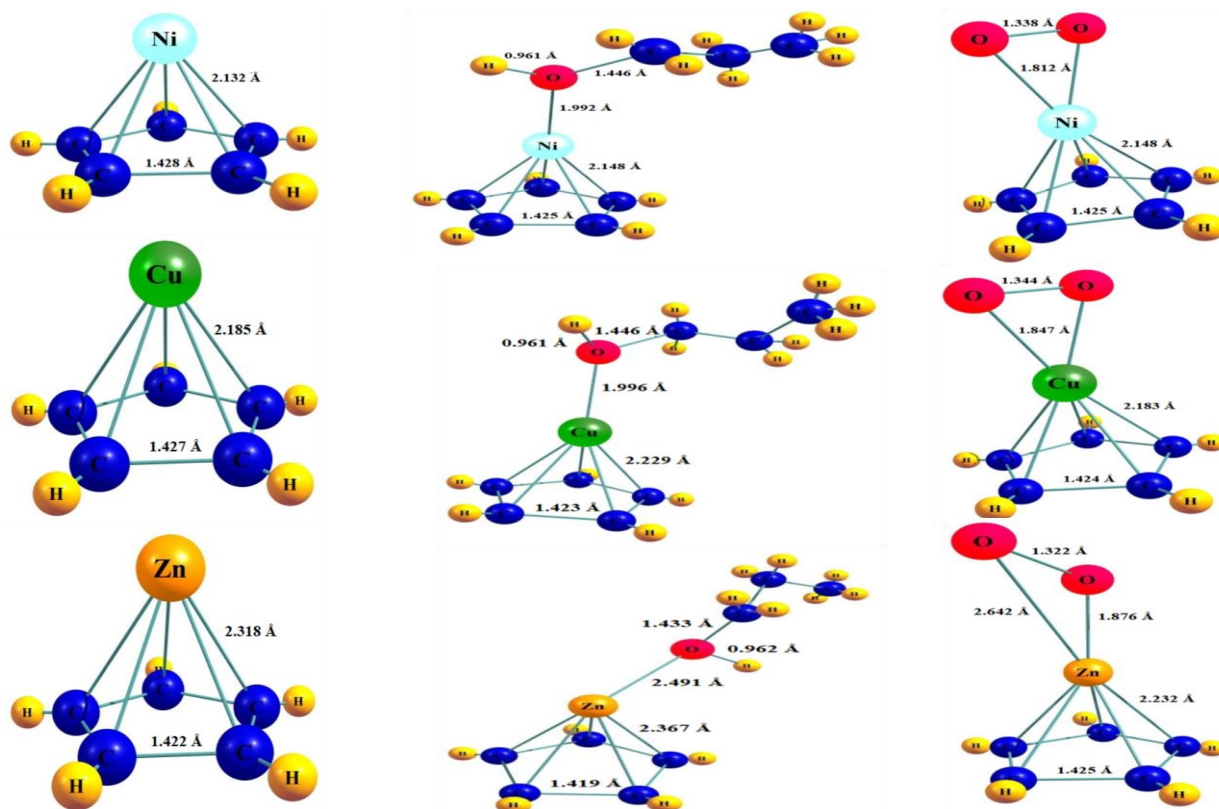 Ni
2.132 Å
H
H
C
C
1.428 Å
C
C
H
H
H
0.961 Å
H
O
1.446 Å
H
H
H
H
H
H
H
1.992 Å
Ni
2.148 Å
H
H
1.425 Å
H
H
1.338 Å
O
O
1.812 Å
Ni
2.148 Å
H
H
H
C
C
1.425 Å
C
C
H
H
Cu
2.185 Å
H
H
C
C
1.427 Å
C
C
H
H
H
0.961 Å
O
1.446 Å
H
H
H
H
H
H
H
1.996 Å
Cu
2.229 Å
H
H
1.423 Å
H
H
1.344 Å
O
O
1.847 Å
Cu
2.183 Å
H
H
H
1.424 Å
H
H
Zn
2.318 Å
H
H
H
C
C
1.422 Å
C
C
H
H
H
H
H
H
H
H
H
1.433 Å
O
0.962 Å
H
2.491 Å
Zn
2.367 Å
H
H
H
1.419 Å
H
H
O
1.322 Å
O
2.642 Å
1.876 Å
Zn
2.232 Å
H
H
H
1.425 Å
H
H